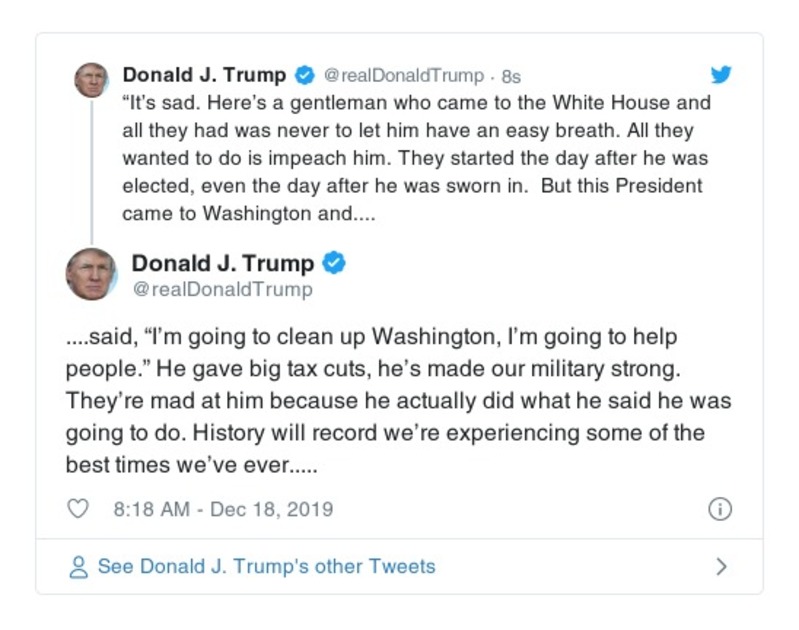 Donald J. Trump @realDonaldTrump · 8s
“It’s sad. Here’s a gentleman who came to the White House and
all they had was never to let him have an easy breath. All they
wanted to do is impeach him. They started the day after he was
elected, even the day after he was sworn in.  But this President
came to Washington and....
Donald J. Trump
@realDonaldTrump
....said, “I’m going to clean up Washington, I’m going to help
people.” He gave big tax cuts, he’s made our military strong.
They’re mad at him because he actually did what he said he was
going to do. History will record we’re experiencing some of the
best times we’ve ever.....
8:18 AM - Dec 18, 2019
See Donald J. Trump's other Tweets